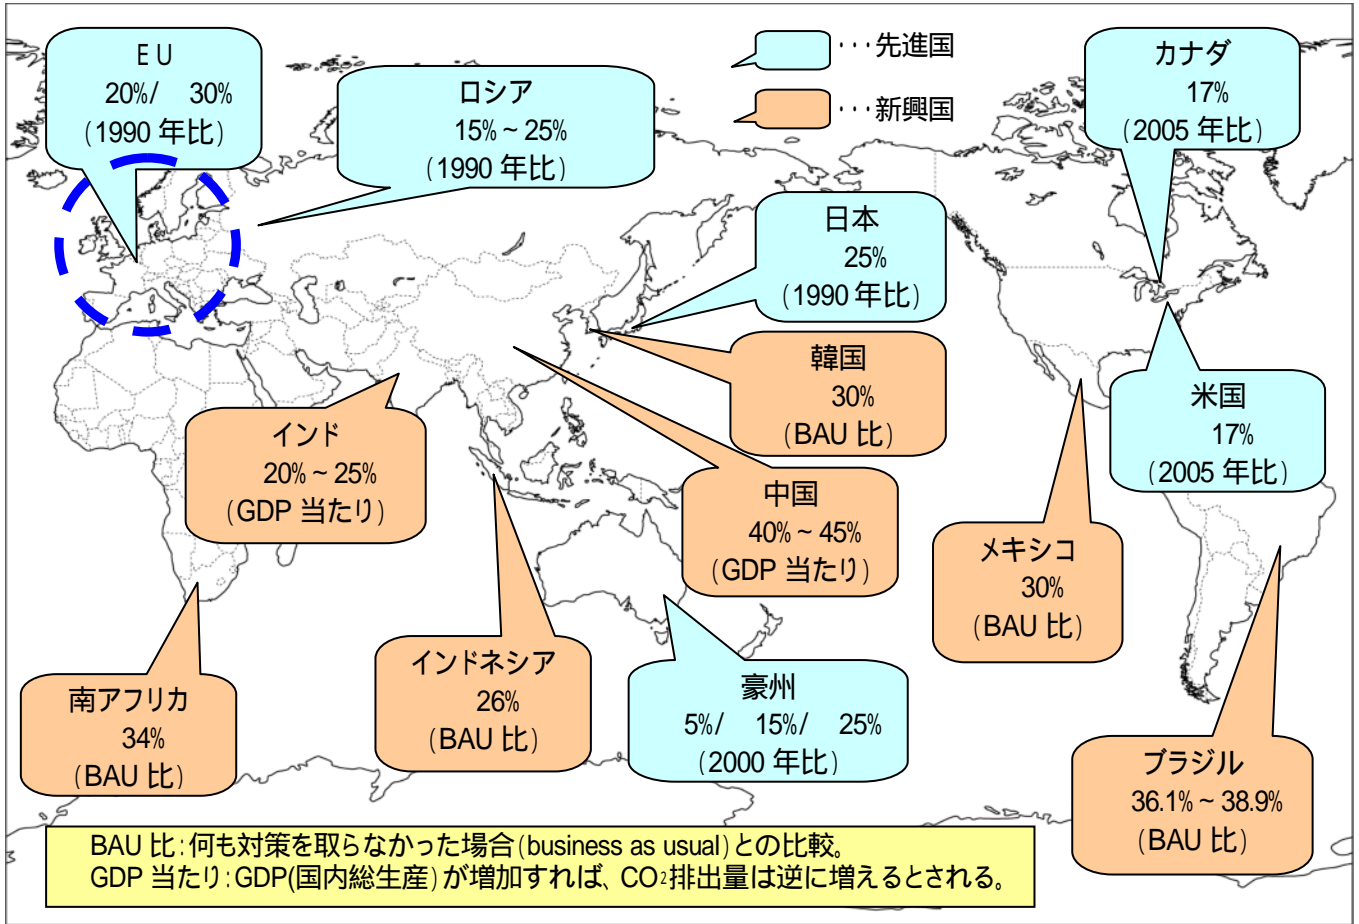 EU
20%/ 30%
(1990 年比)
ロシア
15%~25%
(1990 年比)
･･･先進国
･･･新興国
カナダ
17%
(2005 年比)
日本
25%
(1990 年比)
韓国
30%
(BAU 比)
米国
17%
(2005 年比)
インド
20%~25%
(GDP 当たり)
中国
40%~45%
(GDP 当たり)
メキシコ
30%
(BAU 比)
南アフリカ
34%
(BAU 比)
インドネシア
26%
(BAU 比)
豪州
5%/ 15%/ 25%
(2000 年比)
ブラジル
36.1%~38.9%
(BAU 比)
BAU 比:何も対策を取らなかった場合(business as usual)との比較。
GDP 当たり:GDP(国内総生産)が増加すれば、CO2排出量は逆に増えるとされる。